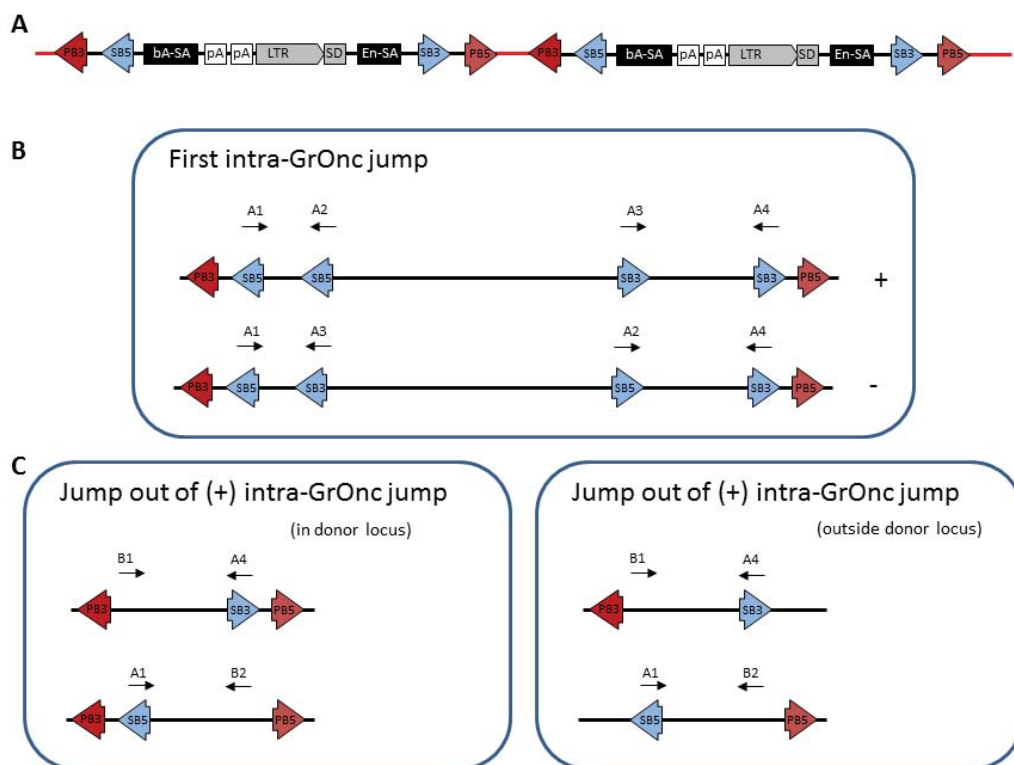 A
PB3 SB5 bA-SA pA pA LTR SD En-SA SB3 PB5 PB3 SB5 bA-SA pA pA LTR SD En-SA SB3 PB5
B
First intra-GrOnc jump
A1 A2 A3 A4
PB3 SB5 SB5 SB3 SB3 PB5 +
A1 A3 A2 A4
PB3 SB5 SB3 SB5 SB3 PB5 -
C
Jump out of (+) intra-GrOnc jump
(in donor locus)
B1 A4
PB3 SB3 PB5
A1 B2
PB3 SB5 PB5
Jump out of (+) intra-GrOnc jump
(outside donor locus)
B1 A4
PB3 SB3
A1 B2
SB5 PB5